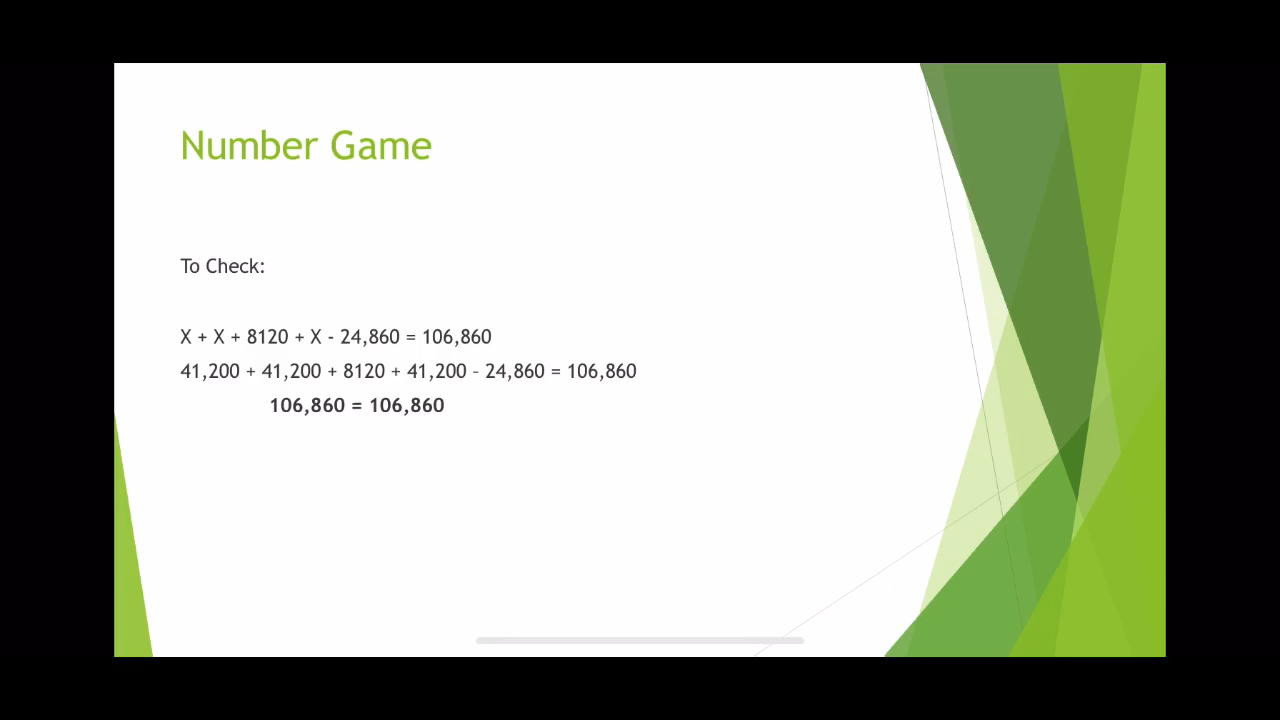 Number Game
To Check:
X + X + 8120 + X - 24,860 = 106,860
41,200 + 41,200 + 8120 + 41,200 – 24,860 = 106,860
106,860 = 106,860